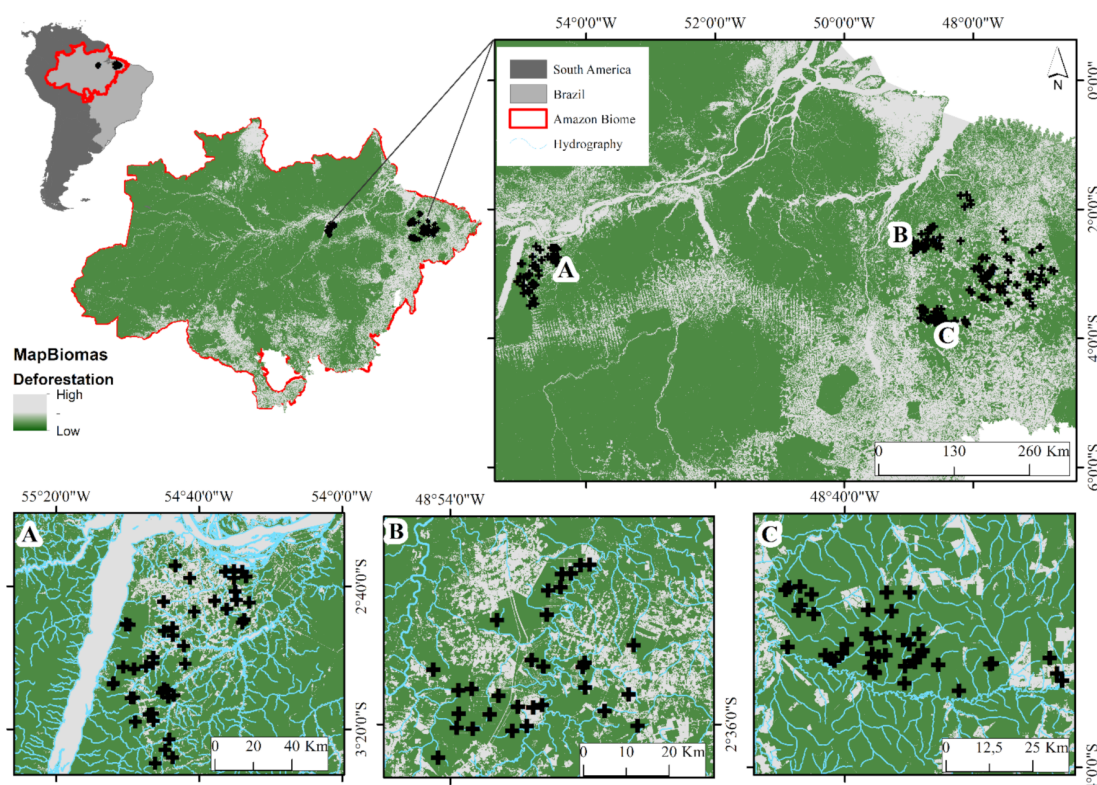 54°0'0"W
52°0'0"W
50°0'0"W
48°0'0"W
South America
Brazil
Amazon Biome
Hydrography
N
0°0'0"
2°0'0"S
4°0'0"S
6°0'0"S
A
B
C
0 130 260 Km
MapBiomas
Deforestation
High
-
Low
55°20'0"W
54°40'0"W
54°0'0"W
48°54'0"W
48°40'0"W
A
2°40'0"S
3°20'0"S
0 20 40 Km
B
2°36'0"S
0 10 20 Km
C
0 12,5 25 Km